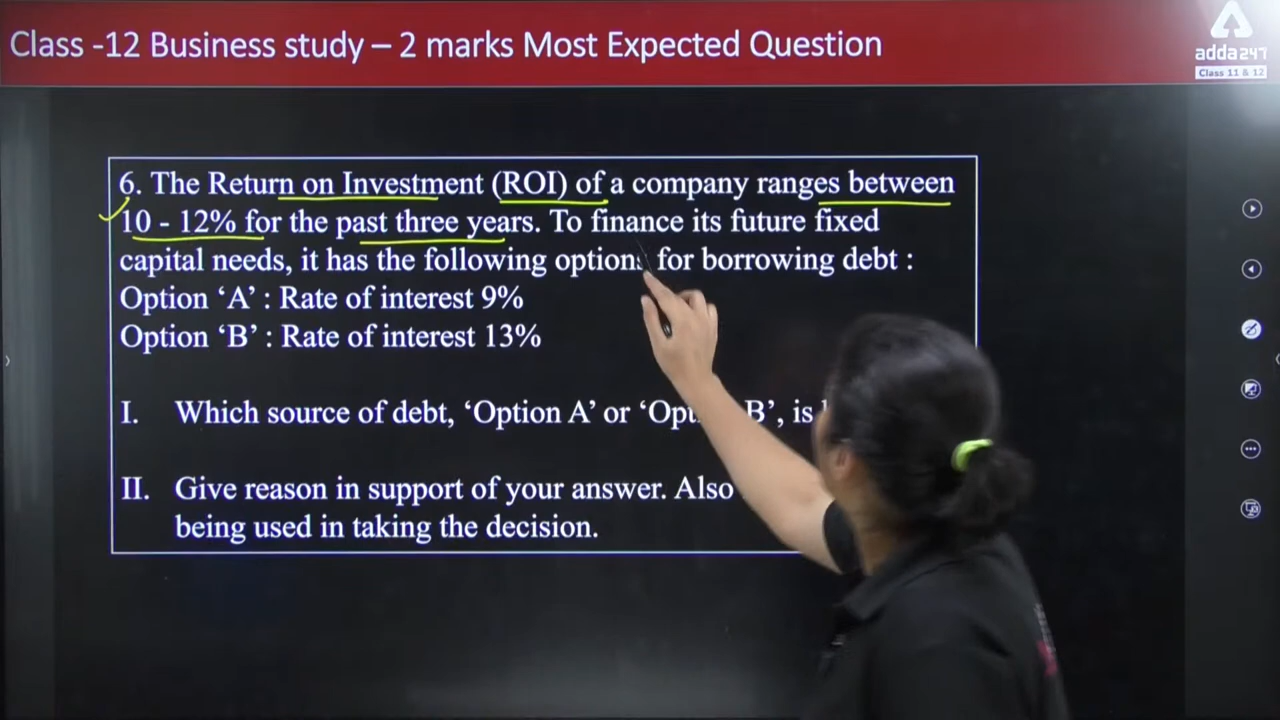 Class -12 Business study – 2 marks Most Expected Question
adda247
Class 11 & 12
6. The Return on Investment (ROI) of a company ranges between
10 - 12% for the past three years. To finance its future fixed
capital needs, it has the following options for borrowing debt :
Option ‘A’ : Rate of interest 9%
Option ‘B’ : Rate of interest 13%
I. Which source of debt, ‘Option A’ or ‘Opt B’, is
II. Give reason in support of your answer. Also
being used in taking the decision.